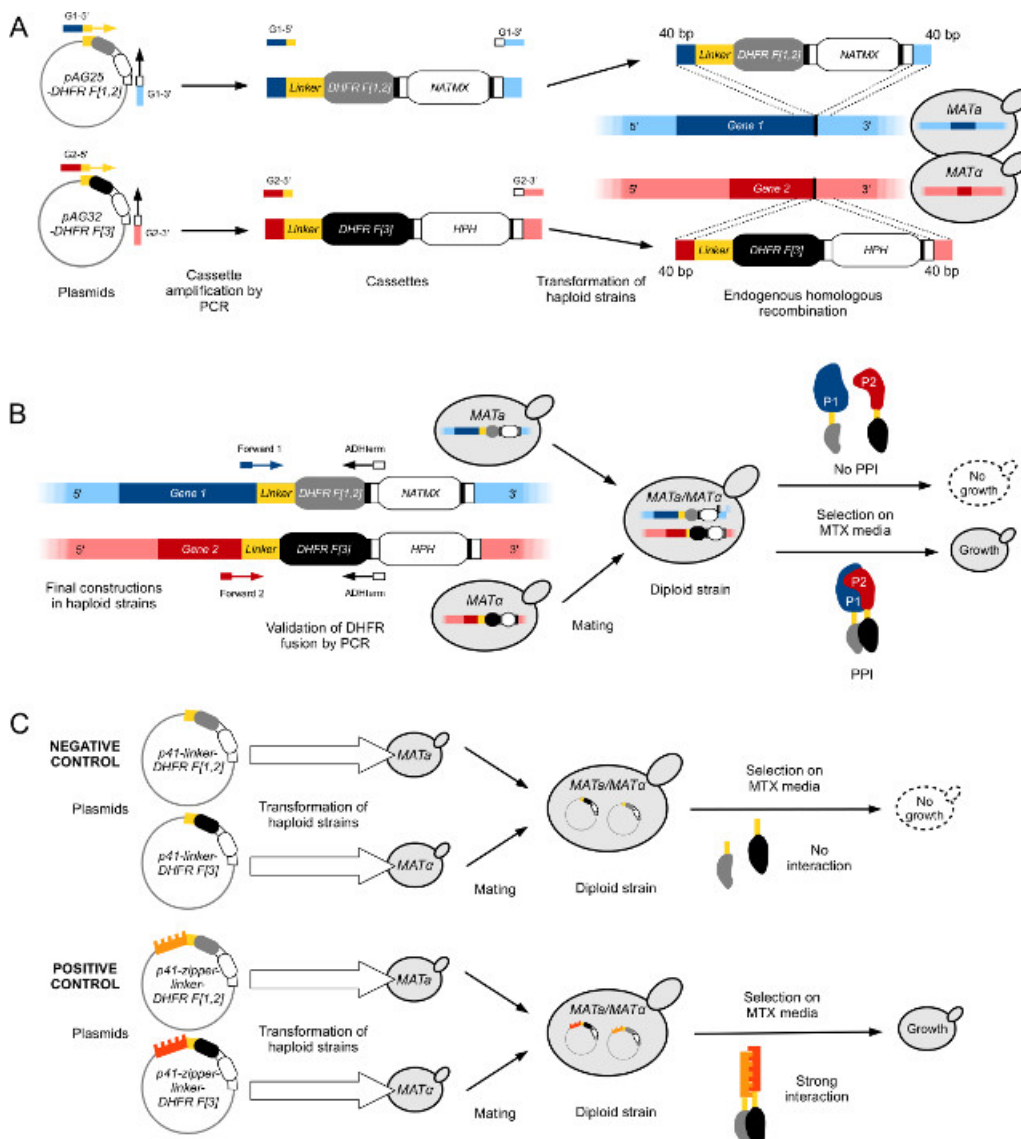 A
G1-5'
pAG25
-DHFR F[1,2]
G1-3'
G1-5'
G1-3'
Linker
DHFR F[1,2]
NATMX
40 bp
40 bp
Linker
DHFR F[1,2]
NATMX
5'
Gene 1
3'
MATa
G2-5'
pAG32
-DHFR F[3]
G2-3'
G2-5'
G2-3'
Linker
DHFR F[3]
HPH
5'
Gene 2
3'
MATα
Linker
DHFR F[3]
HPH
40 bp
40 bp
Plasmids
Cassette
amplification by
PCR
Cassettes
Transformation of
haploid strains
Endogenous homologous
recombination
B
Forward 1
ADHterm
5'
Gene 1
Linker
DHFR F[1,2]
NATMX
3'
5'
Gene 2
Linker
DHFR F[3]
HPH
3'
Forward 2
ADHterm
Final constructions
in haploid strains
Validation of DHFR
fusion by PCR
MATa
MATα
Mating
MATa/MATα
Diploid strain
P1
P2
No PPI
No
growth
Selection on
MTX media
Growth
P1
P2
PPI
C
NEGATIVE
CONTROL
Plasmids
p41-linker-
DHFR F[1,2]
p41-linker-
DHFR F[3]
Transformation of
haploid strains
MATa
MATα
Mating
MATa/MATα
Diploid strain
Selection on
MTX media
No
interaction
No
growth
POSITIVE
CONTROL
Plasmids
p41-zipper-
linker-
DHFR F[1,2]
p41-zipper-
linker-
DHFR F[3]
Transformation of
haploid strains
MATa
MATα
Mating
MATa/MATα
Diploid strain
Selection on
MTX media
Strong
interaction
Growth